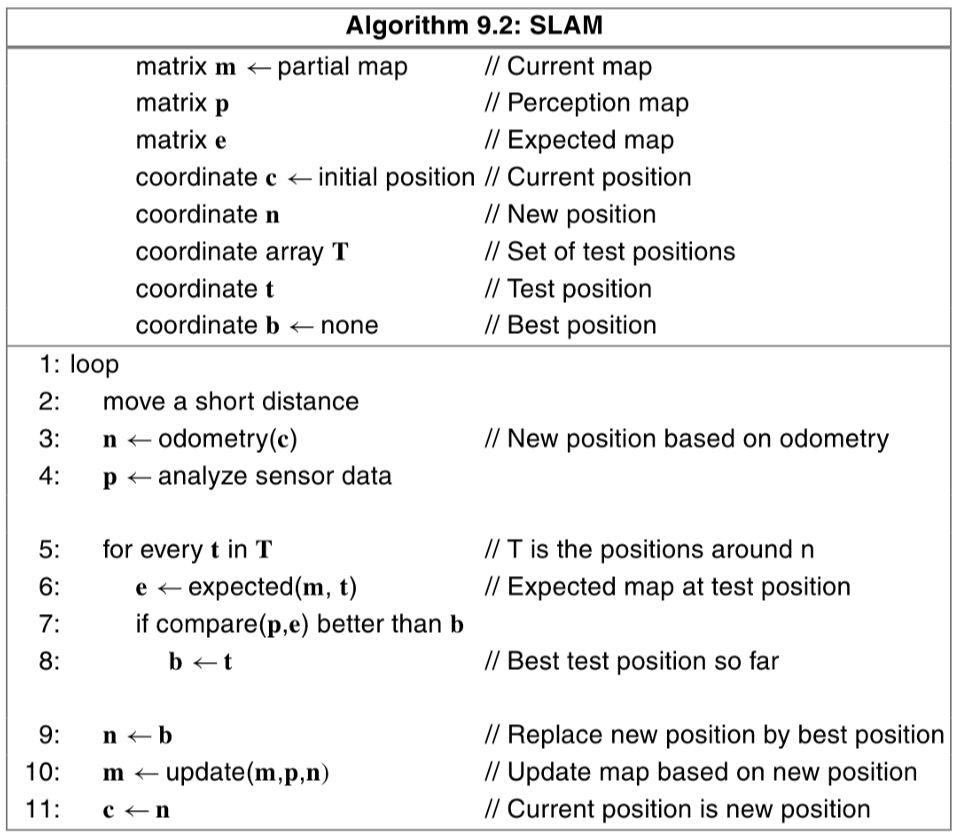 Algorithm 9.2: SLAM
matrix m ← partial map // Current map
matrix p // Perception map
matrix e // Expected map
coordinate c ← initial position // Current position
coordinate n // New position
coordinate array T // Set of test positions
coordinate t // Test position
coordinate b ← none // Best position
1: loop
2: move a short distance
3: n ← odometry(c) // New position based on odometry
4: p ← analyze sensor data
5: for every t in T // T is the positions around n
6: e ← expected(m, t) // Expected map at test position
7: if compare(p,e) better than b
8: b ← t // Best test position so far
9: n ← b // Replace new position by best position
10: m ← update(m,p,n) // Update map based on new position
11: c ← n // Current position is new position